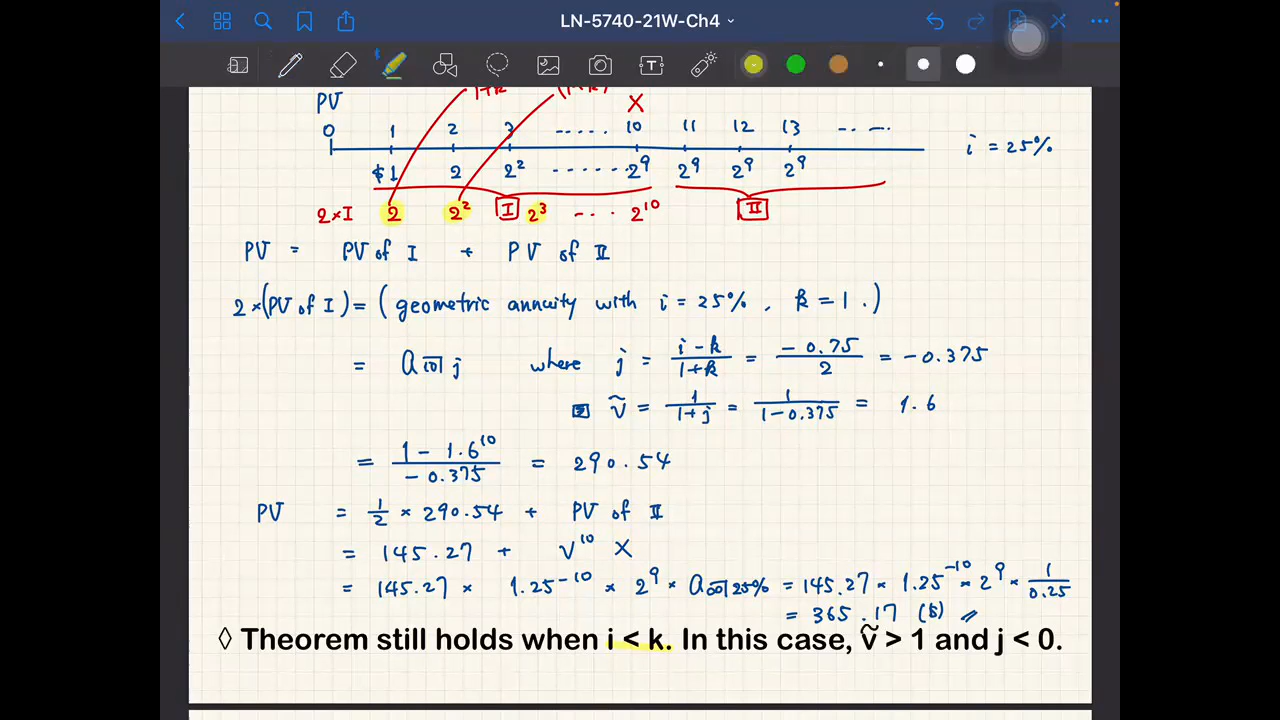 LN-5740-21W-Ch4
PV 1+k (1+k) X
0 1 2 3 ..... 10 11 12 13 .. ....
i = 25%
$1 2 2² ...... 2⁹ 2⁹ 2⁹ 2⁹
2×I 2 2² I 2³ .... 2¹⁰ II
PV = PV of I + PV of II
2×(PV of I) = (geometric annuity with i = 25%, k = 1.)
= a10┐j where j = i-k / 1+k = -0.75 / 2 = -0.375
ṽ = 1 / 1+j = 1 / 1-0.375 = 1.6
= 1 - 1.6¹⁰ / -0.375 = 290.54
PV = 1/2 × 290.54 + PV of II
= 145.27 + v¹⁰ X
= 145.27 × 1.25⁻¹⁰ × 2⁹ × a∞┐25% = 145.27 × 1.25⁻¹⁰ × 2⁹ × 1/0.25
= 365.17 ($)
◊ Theorem still holds when i < k. In this case, ṽ > 1 and j < 0.